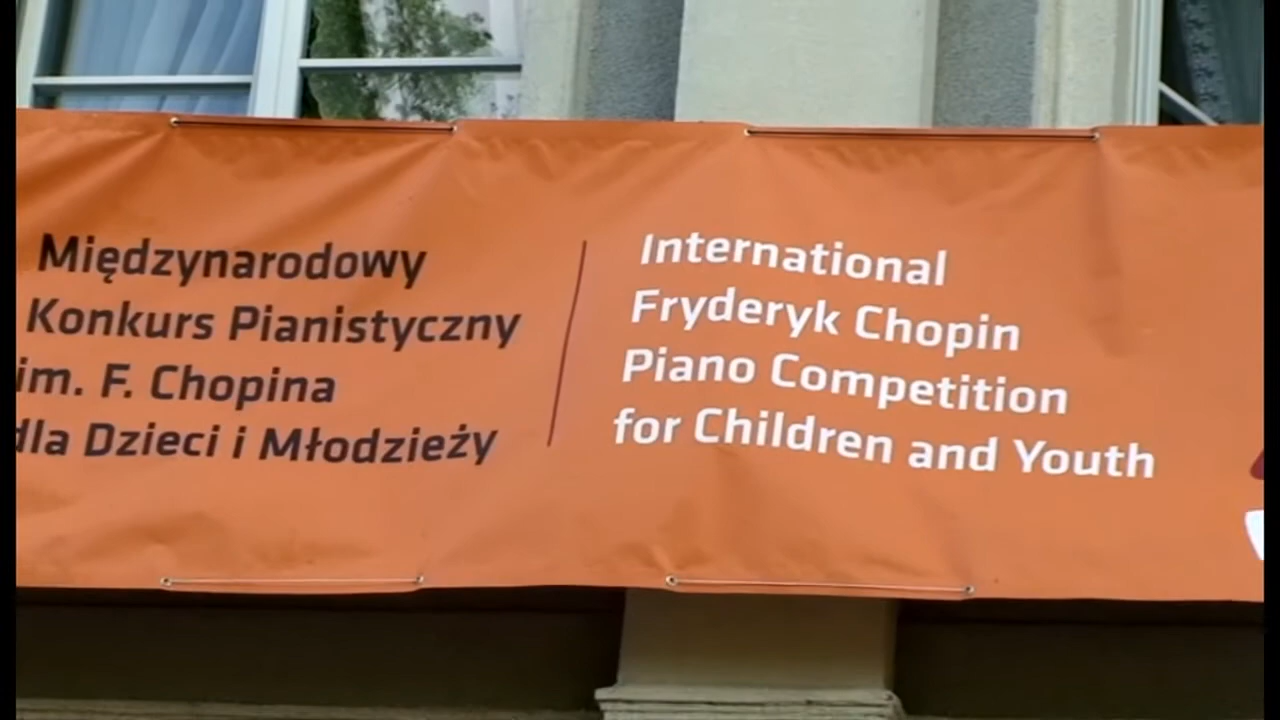 Międzynarodowy
Konkurs Pianistyczny
im. F. Chopina
dla Dzieci i Młodzieży
International
Fryderyk Chopin
Piano Competition
for Children and Youth